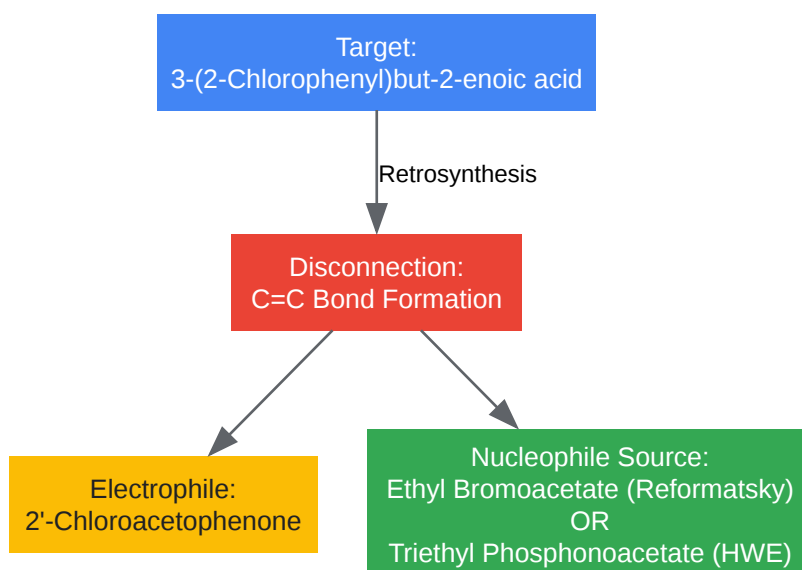 Target:
3-(2-Chlorophenyl)but-2-enoic acid
Retrosynthesis
Disconnection:
C=C Bond Formation
Electrophile:
2'-Chloroacetophenone
Nucleophile Source:
Ethyl Bromoacetate (Reformatsky)
OR
Triethyl Phosphonoacetate (HWE)